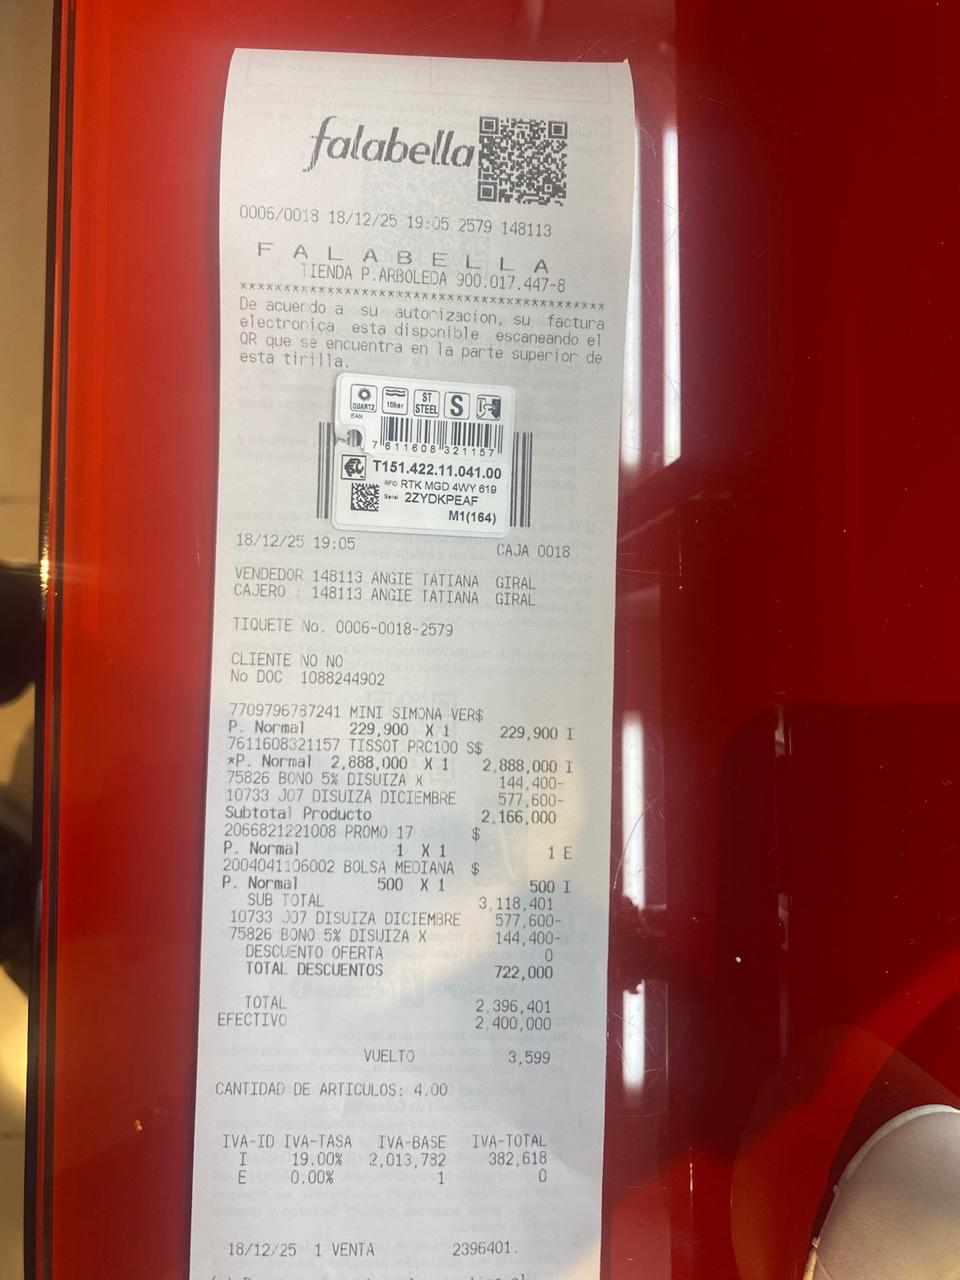 falabella
0006/0018 18/12/25 19:05 2579 148113
F A L A B E L L A
TIENDA P.ARBOLEDA 900.017.447-8
******************************************
De acuerdo a su autorizacion, su factura
electronica esta disponible escaneando el
QR que se encuentra en la parte superior de
esta tirilla.
QUARTZ 10bar ST STEEL S
EAN
7 611608 321157
T151.422.11.041.00
RFO RTK MGD 4WY 619
Serial 2ZYDKPEAF
M1(164)
18/12/25 19:05 CAJA 0018
VENDEDOR 148113 ANGIE TATIANA GIRAL
CAJERO : 148113 ANGIE TATIANA GIRAL
TIQUETE No. 0006-0018-2579
CLIENTE NO NO
No DOC 1088244902
7709796787241 MINI SIMONA VER$
P. Normal 229,900 X 1 229,900 I
7611608321157 TISSOT PRC100 S$
*P. Normal 2,888,000 X 1 2,888,000 I
75826 BONO 5% DISUIZA X 144,400-
10733 J07 DISUIZA DICIEMBRE 577,600-
Subtotal Producto 2,166,000
2066821221008 PROMO 17 $
P. Normal 1 X 1 1 E
2004041106002 BOLSA MEDIANA $
P. Normal 500 X 1 500 I
SUB TOTAL 3,118,401
10733 J07 DISUIZA DICIEMBRE 577,600-
75826 BONO 5% DISUIZA X 144,400-
DESCUENTO OFERTA 0
TOTAL DESCUENTOS 722,000
TOTAL 2,396,401
EFECTIVO 2,400,000
VUELTO 3,599
CANTIDAD DE ARTICULOS: 4.00
IVA-ID IVA-TASA IVA-BASE IVA-TOTAL
I 19.00% 2,013,782 382,618
E 0.00% 1 0
18/12/25 1 VENTA 2396401.